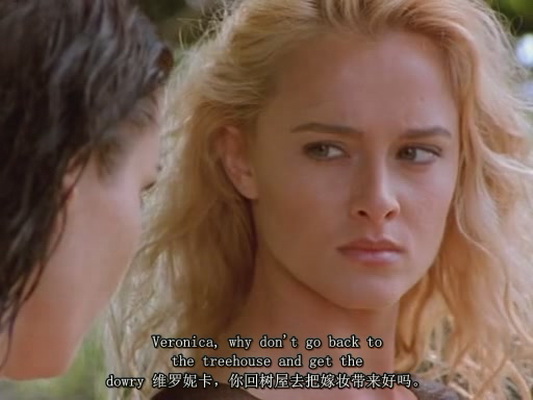 Veronica, why don't go back to
the treehouse and get the
dowry 维罗妮卡，你回树屋去把嫁妆带来好吗。